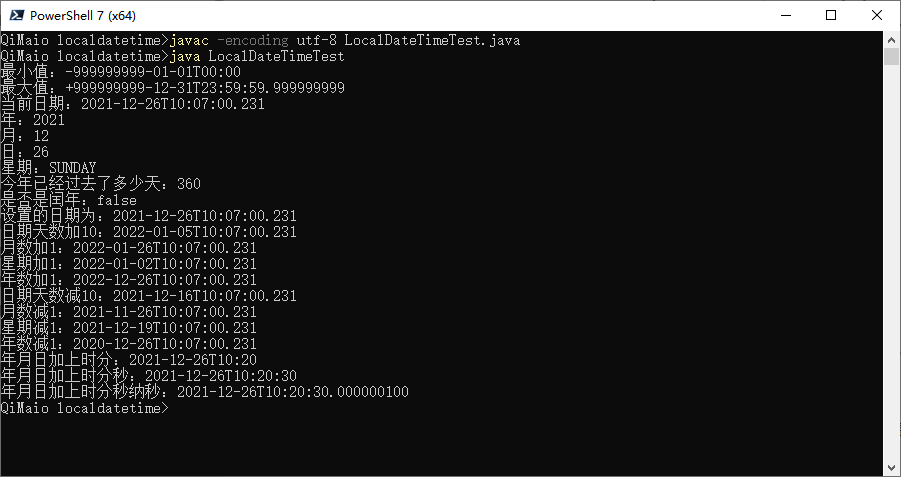 PowerShell 7 (x64)
QiMaio localdatetime>javac -encoding utf-8 LocalDateTimeTest.java
QiMaio localdatetime>java LocalDateTimeTest
最小值：-999999999-01-01T00:00
最大值：+999999999-12-31T23:59:59.999999999
当前日期：2021-12-26T10:07:00.231
年：2021
月：12
日：26
星期：SUNDAY
今年已经过去了多少天：360
是否是闰年：false
设置的日期为：2021-12-26T10:07:00.231
日期天数加10：2022-01-05T10:07:00.231
月数加1：2022-01-26T10:07:00.231
星期加1：2022-01-02T10:07:00.231
年数加1：2022-12-26T10:07:00.231
日期天数减10：2021-12-16T10:07:00.231
月数减1：2021-11-26T10:07:00.231
星期减1：2021-12-19T10:07:00.231
年数减1：2020-12-26T10:07:00.231
年月日加上时分：2021-12-26T10:20
年月日加上时分秒：2021-12-26T10:20:30
年月日加上时分秒纳秒：2021-12-26T10:20:30.000000100
QiMaio localdatetime>